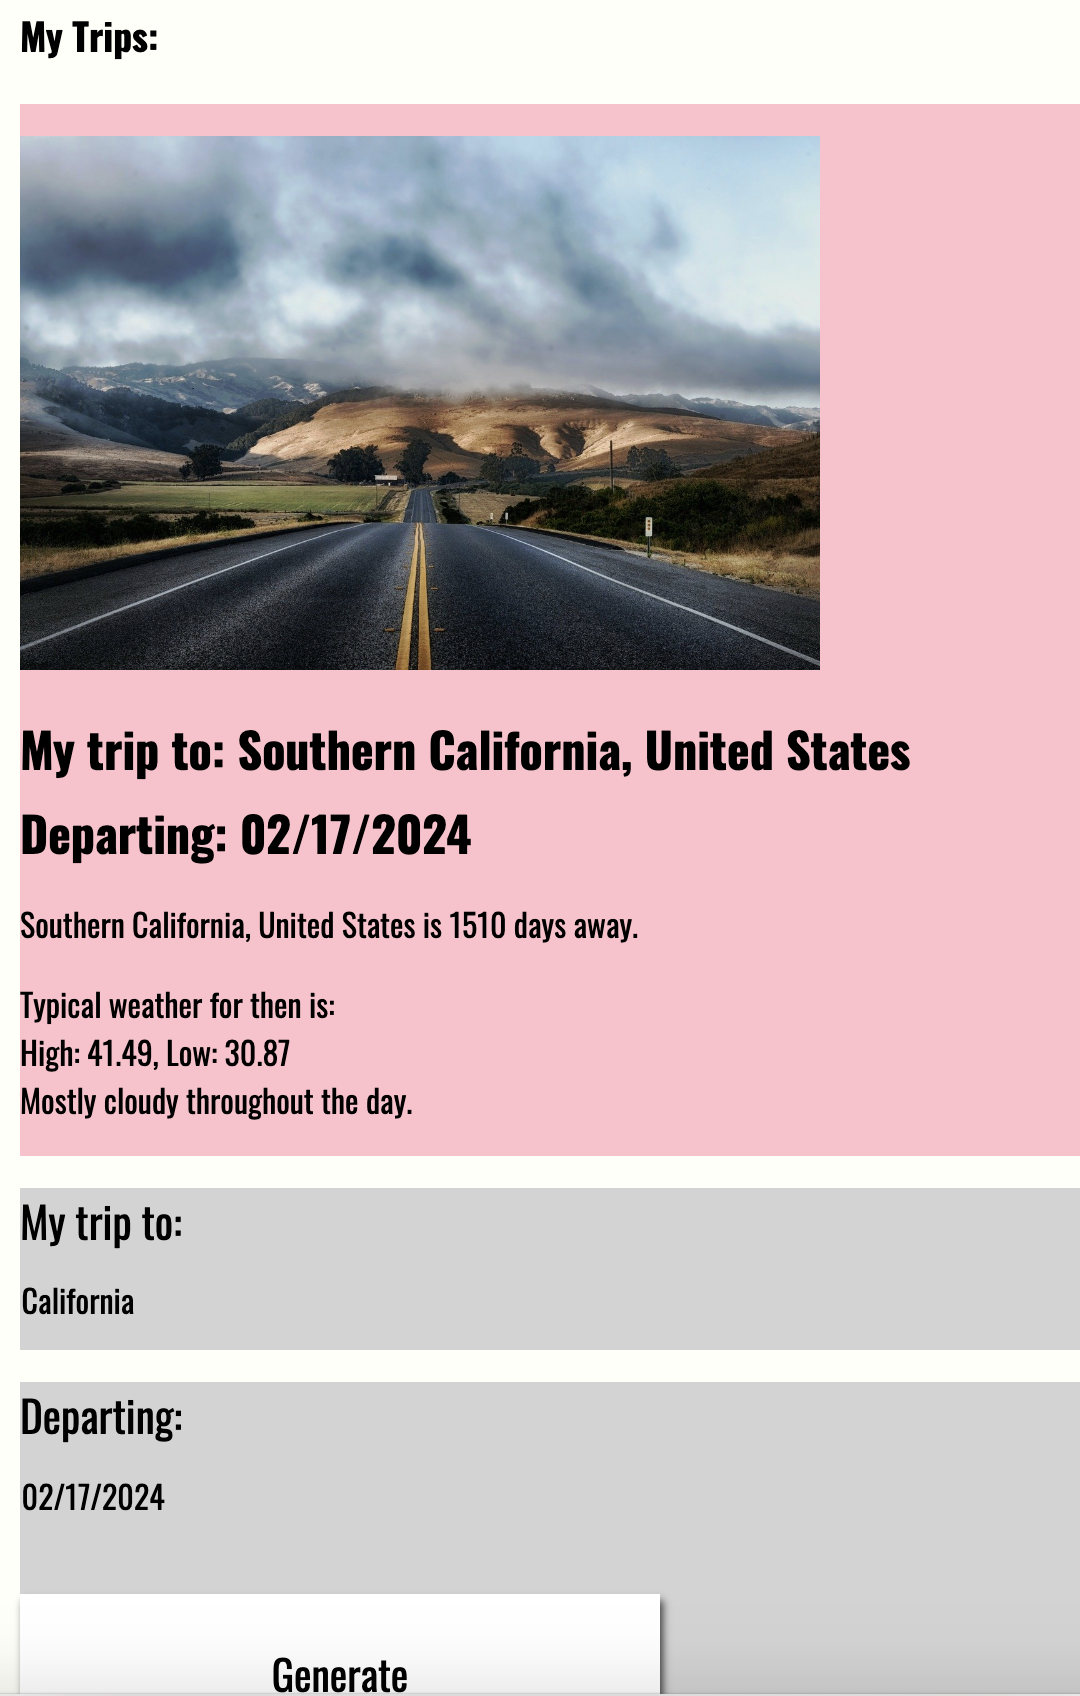 My Trips:
My trip to: Southern California, United States
Departing: 02/17/2024
Southern California, United States is 1510 days away.
Typical weather for then is:
High: 41.49, Low: 30.87
Mostly cloudy throughout the day.
My trip to:
California
Departing:
02/17/2024
Generate